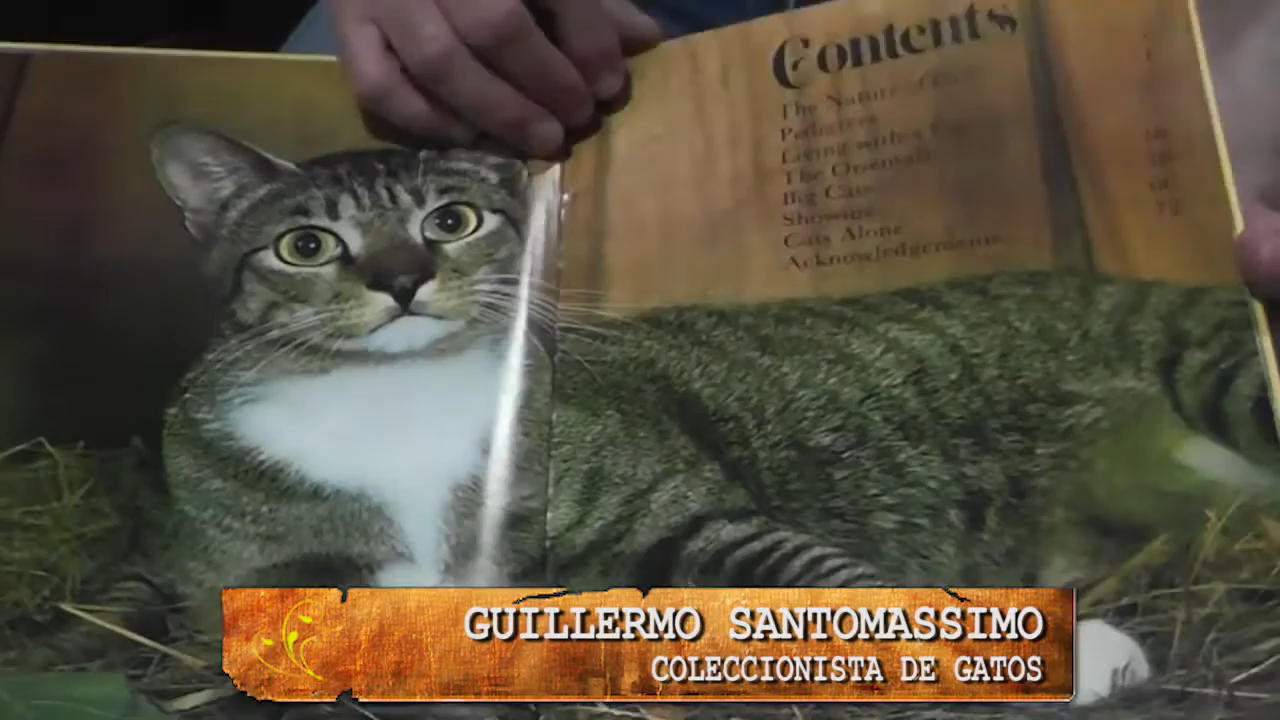 Contents
The Nature of
Pedigrees
Living with a
The Orientals
Big Cats
Showing
Cats Alone
Acknowledgements
GUILLERMO SANTOMASSIMO
COLECCIONISTA DE GATOS